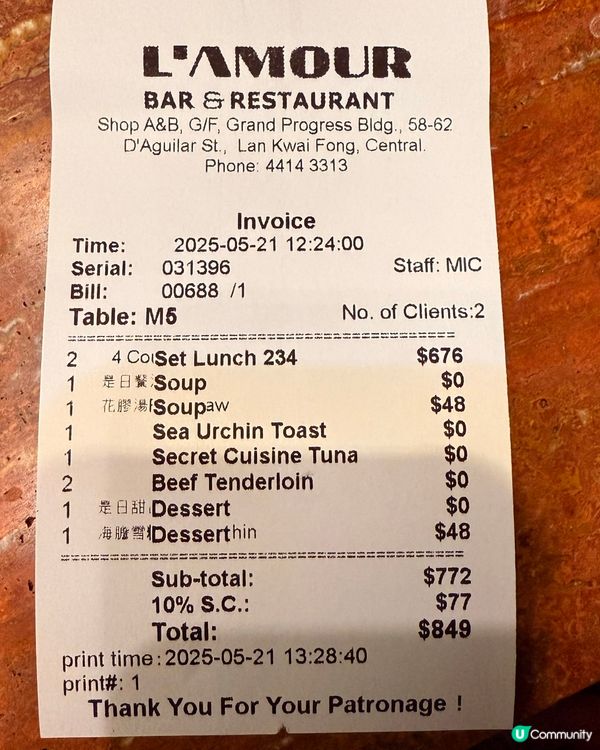 L'AMOUR
BAR & RESTAURANT
Shop A&B, G/F, Grand Progress Bldg., 58-62
D'Aguilar St., Lan Kwai Fong, Central.
Phone: 4414 3313
Invoice
Time: 2025-05-21 12:24:00
Serial: 031396 Staff: MIC
Bill: 00688 /1
Table: M5 No. of Clients:2
2 4 Cou Set Lunch 234 $676
1 是日餐 Soup $0
1 花膠湯 Soup aw $48
1 Sea Urchin Toast $0
1 Secret Cuisine Tuna $0
2 Beef Tenderloin $0
1 是日甜 Dessert $0
1 海膽雪 Dessert hin $48
Sub-total: $772
10% S.C.: $77
Total: $849
print time:2025-05-21 13:28:40
print#: 1
Thank You For Your Patronage !
U Community